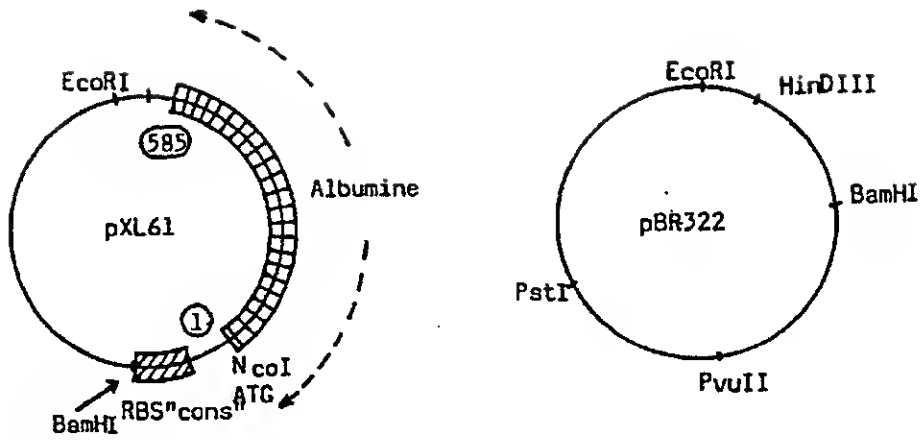 EcoRI
585
Albumine
pXL61
1
NcoI
ATG
RBS"cons"
BamHI
EcoRI
HinDIII
BamHI
pBR322
PstI
PvuII